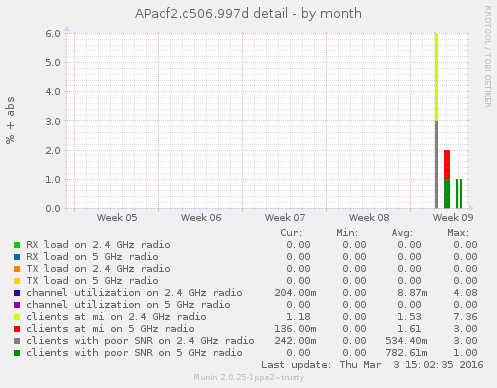 APacf2.c506.997d detail - by month
RRDTOOL / TOBI OETIKER
% + abs
6.0
5.0
4.0
3.0
2.0
1.0
0.0
Week 05 Week 06 Week 07 Week 08 Week 09
Cur: Min: Avg: Max:
RX load on 2.4 GHz radio 0.00 0.00 0.00 0.00
RX load on 5 GHz radio 0.00 0.00 0.00 0.00
TX load on 2.4 GHz radio 0.00 0.00 0.00 0.00
TX load on 5 GHz radio 0.00 0.00 0.00 0.00
channel utilization on 2.4 GHz radio 204.00m 0.00 8.87m 4.08
channel utilization on 5 GHz radio 0.00 0.00 0.00 0.00
clients at mi on 2.4 GHz radio 1.18 0.00 1.53 7.36
clients at mi on 5 GHz radio 136.00m 0.00 1.61 3.00
clients with poor SNR on 2.4 GHz radio 242.00m 0.00 534.40m 3.00
clients with poor SNR on 5 GHz radio 0.00 0.00 782.61m 1.00
Last update: Thu Mar 3 15:02:35 2016
Munin 2.0.25-1ppa2~trusty